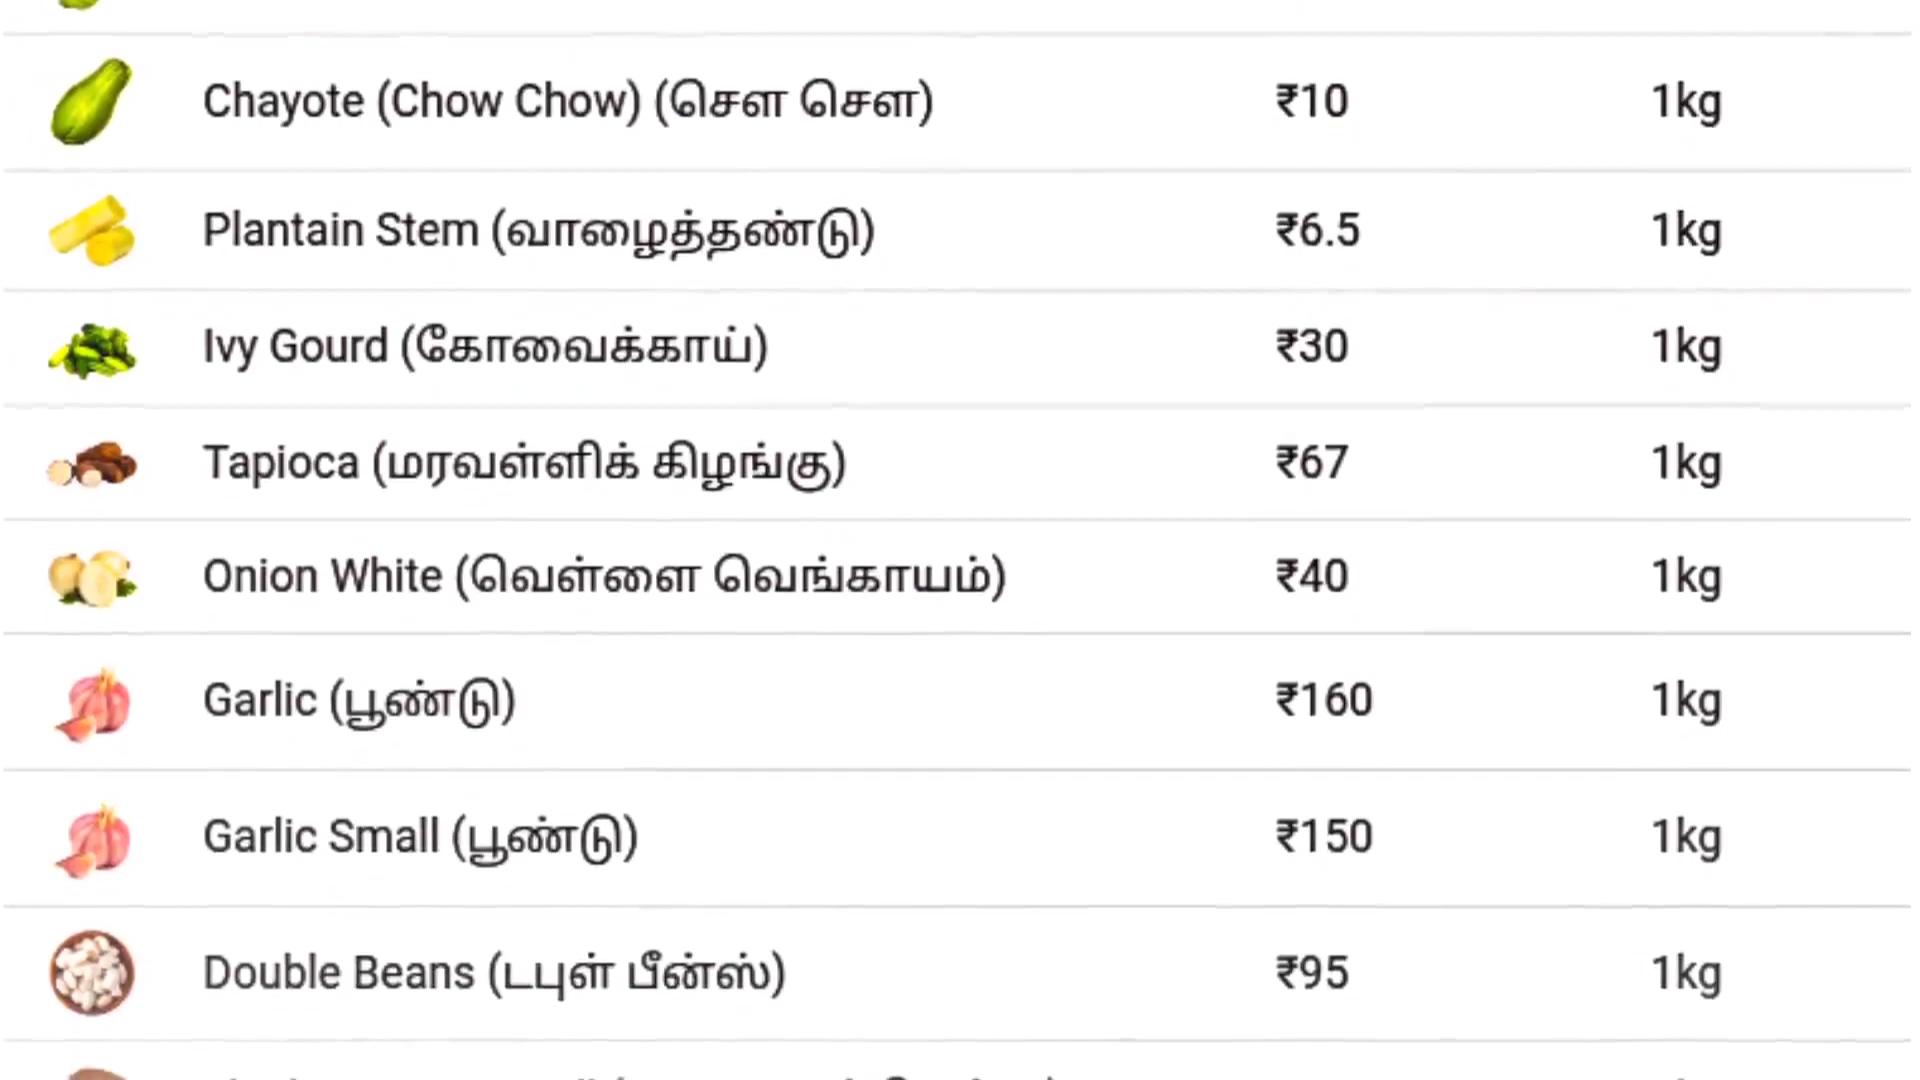 Chayote (Chow Chow) (சௌ சௌ) ₹10 1kg
Plantain Stem (வாழைத்தண்டு) ₹6.5 1kg
Ivy Gourd (கோவைக்காய்) ₹30 1kg
Tapioca (மரவள்ளிக் கிழங்கு) ₹67 1kg
Onion White (வெள்ளை வெங்காயம்) ₹40 1kg
Garlic (பூண்டு) ₹160 1kg
Garlic Small (பூண்டு) ₹150 1kg
Double Beans (டபுள் பீன்ஸ்) ₹95 1kg